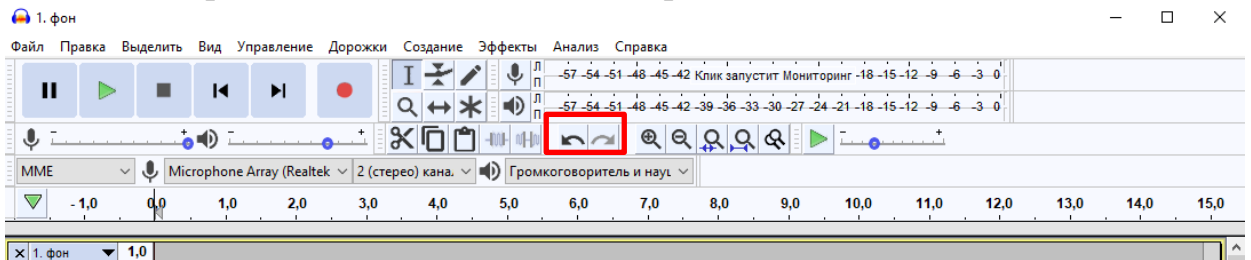 1. фон
Файл Правка Выделить Вид Управление Дорожки Создание Эффекты Анализ Справка
Л П -57 -54 -51 -48 -45 -42 Клик запустит Мониторинг -18 -15 -12 -9 -6 -3 0
Л П -57 -54 -51 -48 -45 -42 -39 -36 -33 -30 -27 -24 -21 -18 -15 -12 -9 -6 -3 0
- + - + - +
MME Microphone Array (Realtek 2 (стерео) кана. Громкоговоритель и науц
- 1,0 0,0 1,0 2,0 3,0 4,0 5,0 6,0 7,0 8,0 9,0 10,0 11,0 12,0 13,0 14,0 15,0
1. фон 1,0